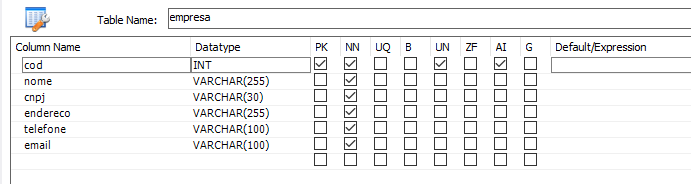 Table Name: empresa
Column Name Datatype PK NN UQ B UN ZF AI G Default/Expression
cod INT
nome VARCHAR(255)
cnpj VARCHAR(30)
endereco VARCHAR(255)
telefone VARCHAR(100)
email VARCHAR(100)